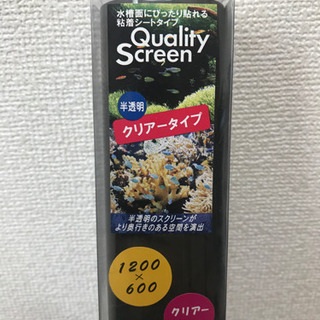 水槽面にぴったり貼れる
粘着シートタイプ
Quality
Screen
半透明
クリアータイプ
半透明のスクリーンが
より奥行きのある空間を演出
1200
×
600
クリアー